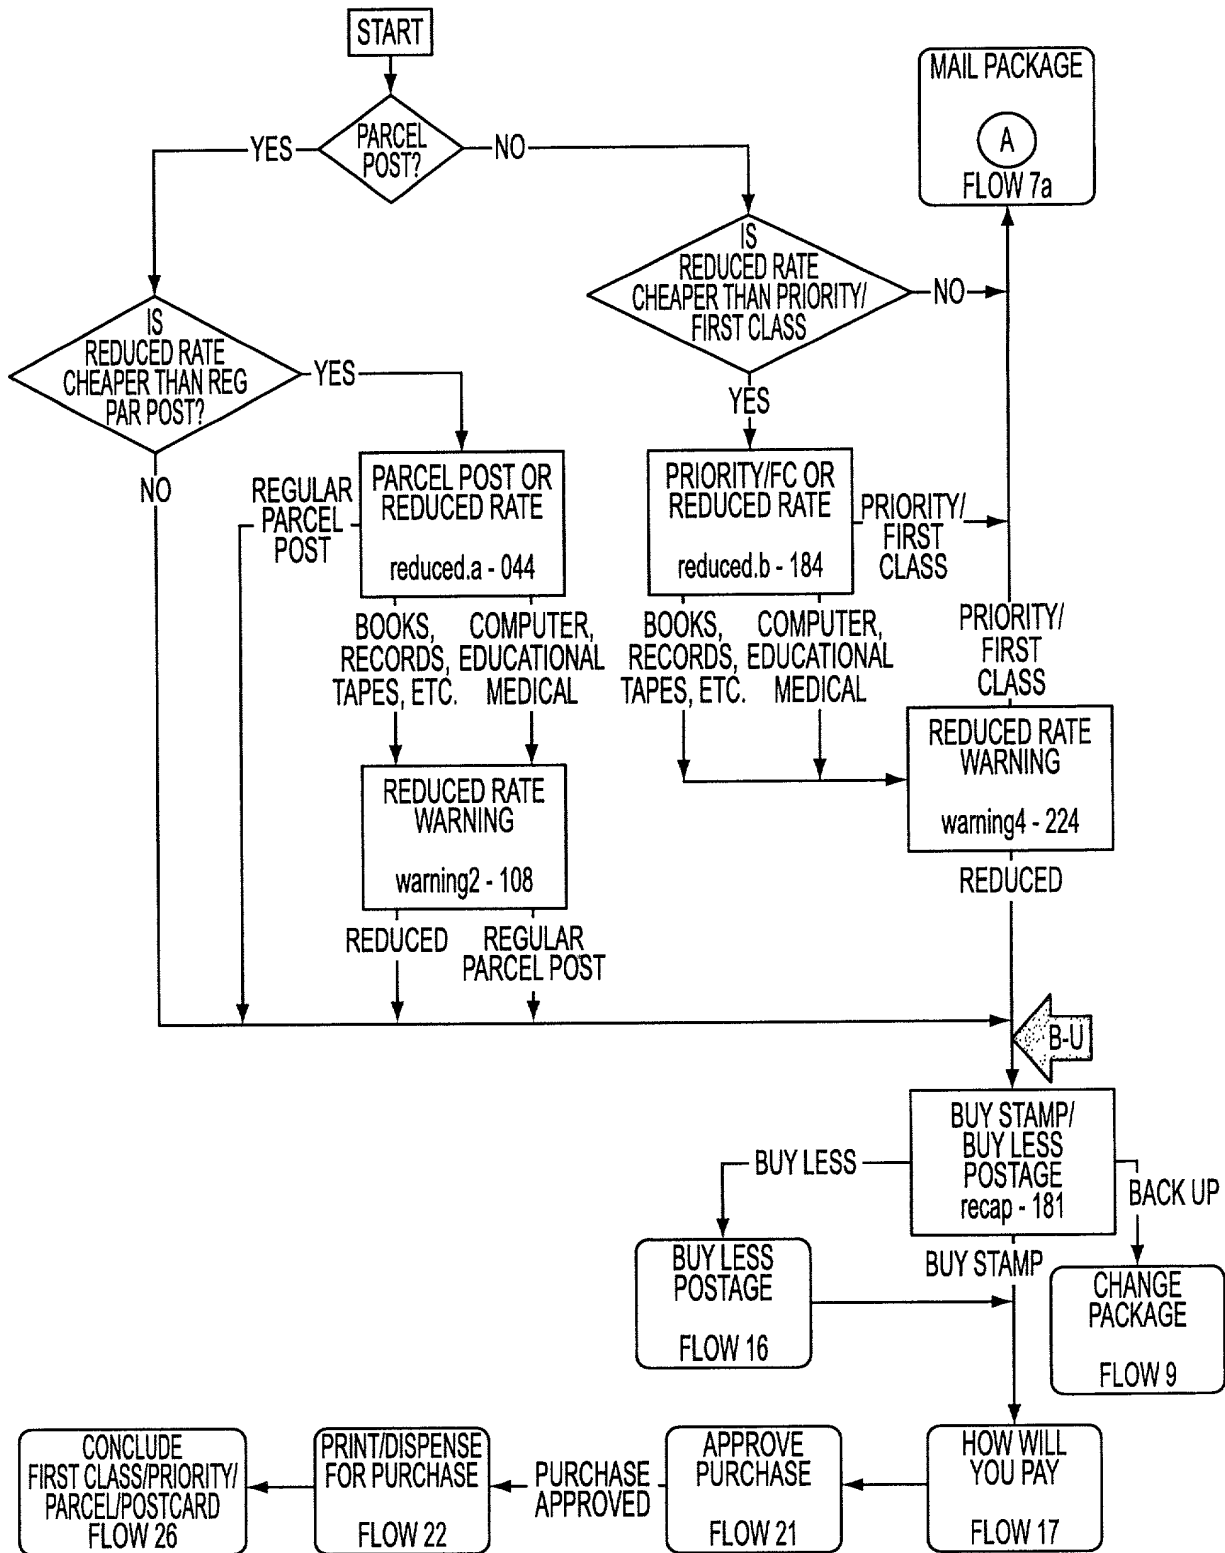 START
MAIL PACKAGE
A
FLOW 7a
PARCEL
POST?
YES
NO
IS
REDUCED RATE
CHEAPER THAN PRIORITY/
FIRST CLASS
NO
YES
IS
REDUCED RATE
CHEAPER THAN REG
PAR POST?
YES
NO
REGULAR
PARCEL
POST
PARCEL POST OR
REDUCED RATE
reduced.a - 044
PRIORITY/FC OR
REDUCED RATE
reduced.b - 184
PRIORITY/
FIRST
CLASS
BOOKS,
RECORDS,
TAPES, ETC.
COMPUTER,
EDUCATIONAL
MEDICAL
BOOKS,
RECORDS,
TAPES, ETC.
COMPUTER,
EDUCATIONAL
MEDICAL
PRIORITY/
FIRST
CLASS
REDUCED RATE
WARNING
warning2 - 108
REDUCED RATE
WARNING
warning4 - 224
REDUCED
REGULAR
PARCEL POST
REDUCED
B-U
BUY STAMP/
BUY LESS
POSTAGE
recap - 181
BUY LESS
BACK UP
BUY STAMP
BUY LESS
POSTAGE
FLOW 16
CHANGE
PACKAGE
FLOW 9
CONCLUDE
FIRST CLASS/PRIORITY/
PARCEL/POSTCARD
FLOW 26
PRINT/DISPENSE
FOR PURCHASE
FLOW 22
PURCHASE
APPROVED
APPROVE
PURCHASE
FLOW 21
HOW WILL
YOU PAY
FLOW 17